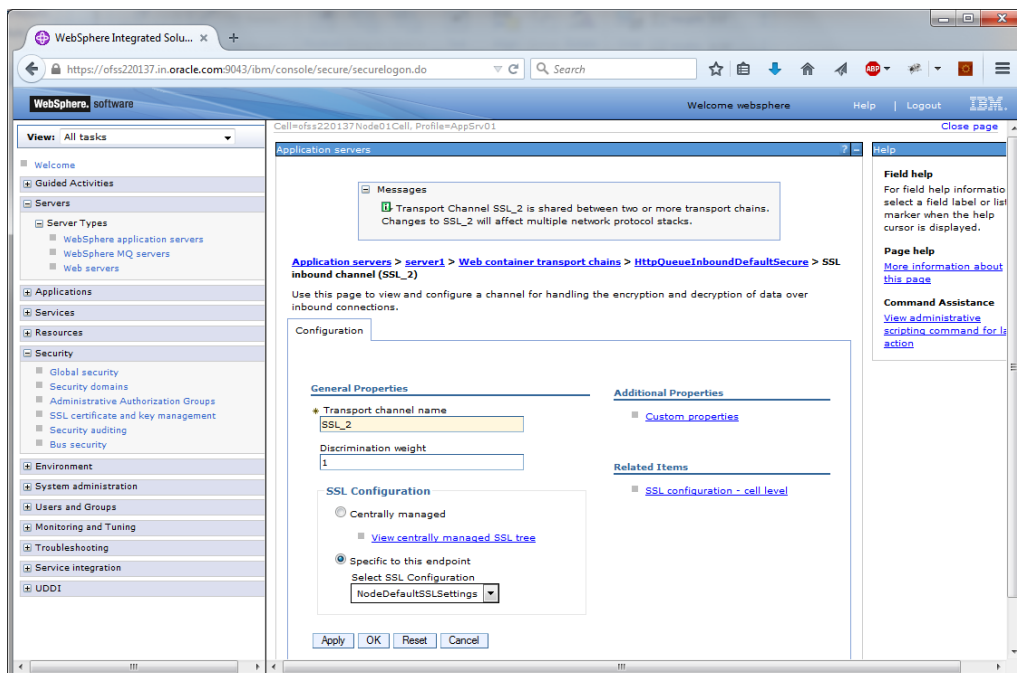 WebSphere Integrated Solu... × +
https://ofss220137.in.oracle.com:9043/ibm/console/secure/securelogon.do
Search
ABP
WebSphere. software
Welcome websphere
Help | Logout
IBM.
View: All tasks
Welcome
Guided Activities
Servers
Server Types
WebSphere application servers
WebSphere MQ servers
Web servers
Applications
Services
Resources
Security
Global security
Security domains
Administrative Authorization Groups
SSL certificate and key management
Security auditing
Bus security
Environment
System administration
Users and Groups
Monitoring and Tuning
Troubleshooting
Service integration
UDDI
Cell=ofss220137Node01Cell, Profile=AppSrv01
Close page
Application servers
? –
Messages
Transport Channel SSL_2 is shared between two or more transport chains.
Changes to SSL_2 will affect multiple network protocol stacks.
Application servers > server1 > Web container transport chains > HttpQueueInboundDefaultSecure > SSL
inbound channel (SSL_2)
Use this page to view and configure a channel for handling the encryption and decryption of data over
inbound connections.
Configuration
General Properties
* Transport channel name
SSL_2
Discrimination weight
1
SSL Configuration
Centrally managed
View centrally managed SSL tree
Specific to this endpoint
Select SSL Configuration
NodeDefaultSSLSettings
Apply OK Reset Cancel
Additional Properties
Custom properties
Related Items
SSL configuration - cell level
Help
Field help
For field help informatio
select a field label or list
marker when the help
cursor is displayed.
Page help
More information about
this page
Command Assistance
View administrative
scripting command for la
action